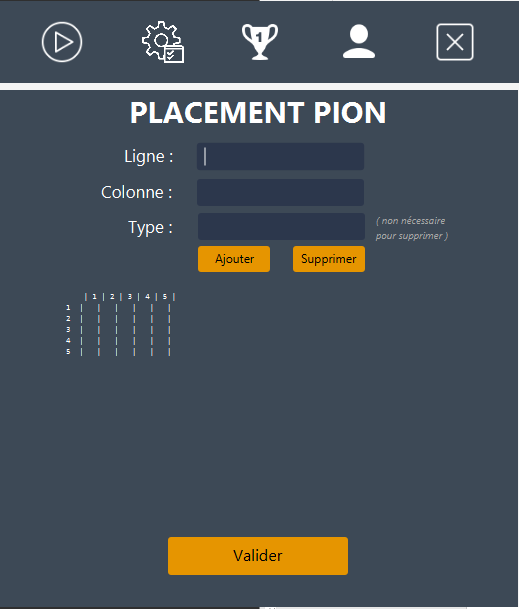 1
PLACEMENT PION
Ligne :
Colonne :
Type :
( non nécessaire
pour supprimer )
Ajouter
Supprimer
| 1 | 2 | 3 | 4 | 5 |
1 | | | | | |
2 | | | | | |
3 | | | | | |
4 | | | | | |
5 | | | | | |
Valider